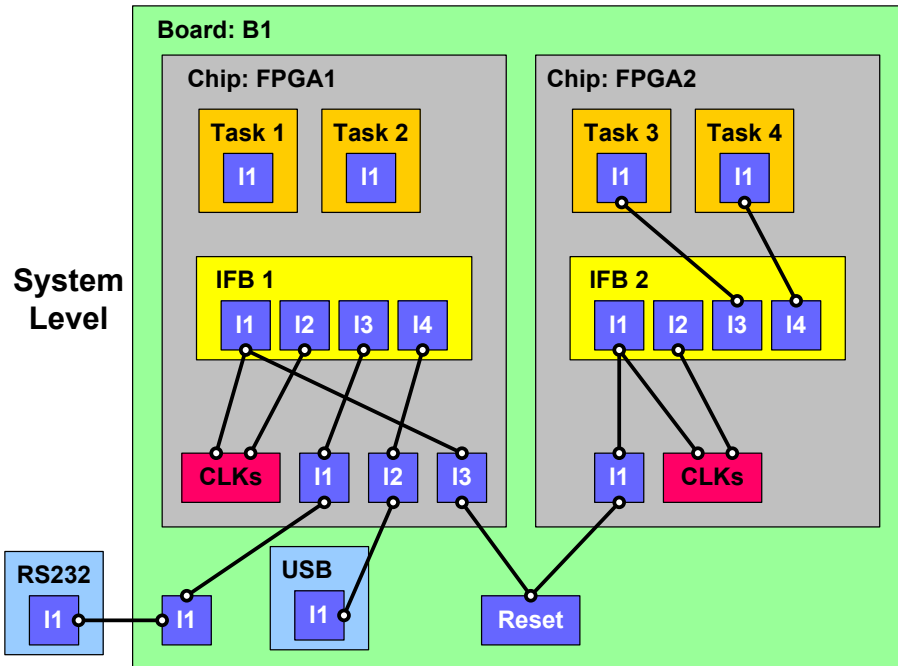 Board: B1
Chip: FPGA1
Chip: FPGA2
Task 1
Task 2
Task 3
Task 4
I1
I1
I1
I1
System
Level
IFB 1
IFB 2
I1
I2
I3
I4
I1
I2
I3
I4
CLKs
I1
I2
I3
I1
CLKs
RS232
USB
I1
I1
I1
Reset